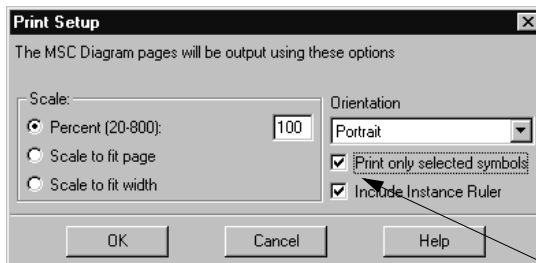 Print Setup
The MSC Diagram pages will be output using these options
Scale:
Percent (20-800): 100
Scale to fit page
Scale to fit width
Orientation
Portrait
Print only selected symbols
Include Instance Ruler
OK Cancel Help